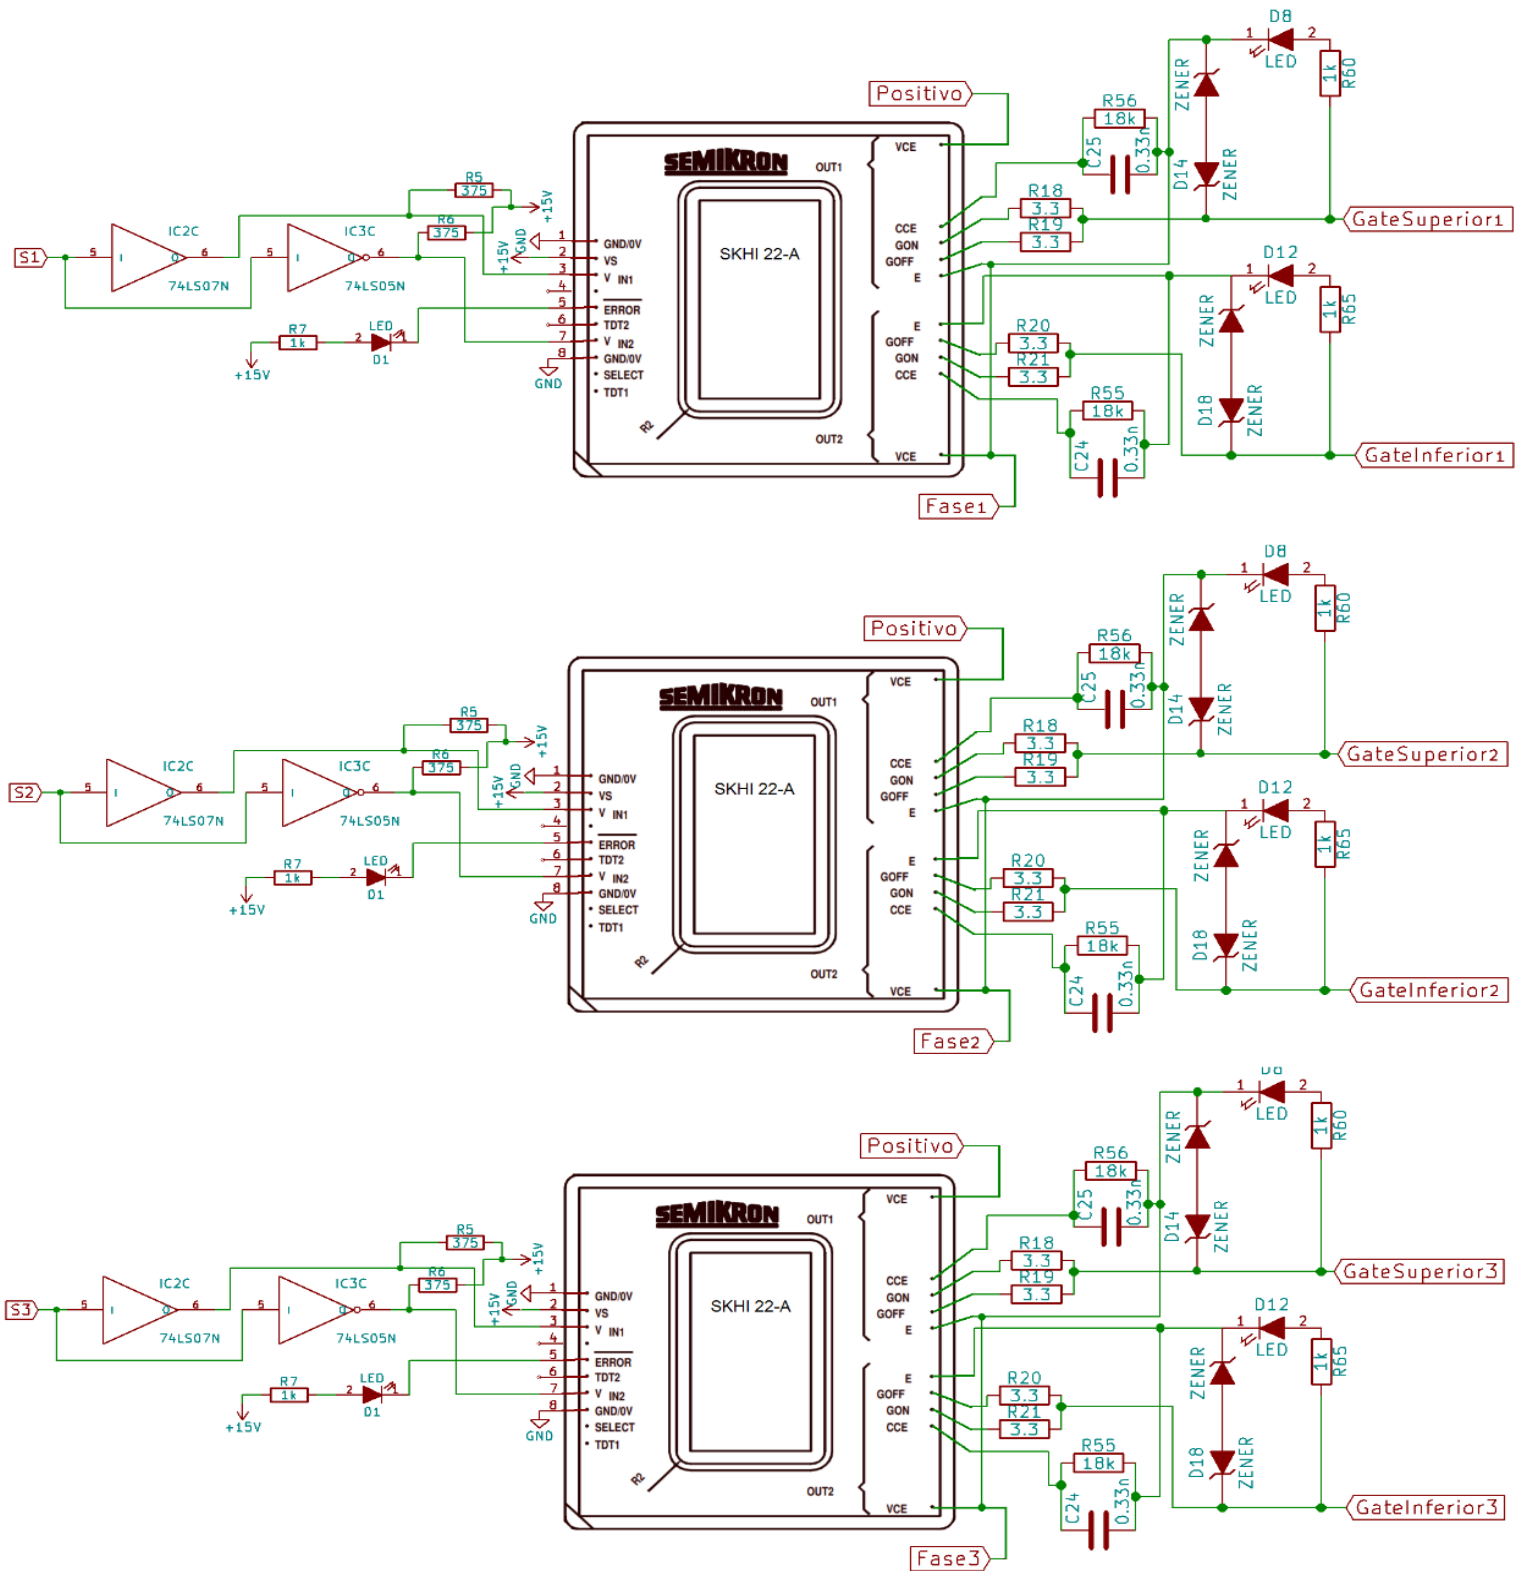 D8
1 2
LED
1k
R60
ZENER
D14
ZENER
Positivo
R56
18k
C25
0.33n
SEMIKRON
OUT1
VCE
R5
375
+15V
R6
375
R18
3.3
R19
3.3
GateSuperior1
CCE
GON
GOFF
E
S1
5 I O 6
IC2C
74LS07N
5 I O 6
IC3C
74LS05N
+15V
GND
1 GND/0V
2 VS
3 V IN1
4
5 ERROR
6 TDT2
7 V IN2
8 GND/0V
SELECT
TDT1
GND
R7
1k
+15V
LED
2 1
D1
SKHI 22-A
R2
D12
1 2
LED
1k
R65
ZENER
D18
ZENER
E
GOFF
GON
CCE
R20
3.3
R21
3.3
R55
18k
C24
0.33n
OUT2
VCE
GateInferior1
Fase1
D8
1 2
LED
1k
R60
ZENER
D14
ZENER
Positivo
R56
18k
C25
0.33n
SEMIKRON
OUT1
VCE
R5
375
+15V
R6
375
R18
3.3
R19
3.3
GateSuperior2
CCE
GON
GOFF
E
S2
5 I O 6
IC2C
74LS07N
5 I O 6
IC3C
74LS05N
+15V
GND
1 GND/0V
2 VS
3 V IN1
4
5 ERROR
6 TDT2
7 V IN2
8 GND/0V
SELECT
TDT1
GND
R7
1k
+15V
LED
2 1
D1
SKHI 22-A
R2
D12
1 2
LED
1k
R65
ZENER
D18
ZENER
E
GOFF
GON
CCE
R20
3.3
R21
3.3
R55
18k
C24
0.33n
OUT2
VCE
GateInferior2
Fase2
D8
1 2
LED
1k
R60
ZENER
D14
ZENER
Positivo
R56
18k
C25
0.33n
SEMIKRON
OUT1
VCE
R5
375
+15V
R6
375
R18
3.3
R19
3.3
GateSuperior3
CCE
GON
GOFF
E
S3
5 I O 6
IC2C
74LS07N
5 I O 6
IC3C
74LS05N
+15V
GND
1 GND/0V
2 VS
3 V IN1
4
5 ERROR
6 TDT2
7 V IN2
8 GND/0V
SELECT
TDT1
GND
R7
1k
+15V
LED
2 1
D1
SKHI 22-A
R2
D12
1 2
LED
1k
R65
ZENER
D18
ZENER
E
GOFF
GON
CCE
R20
3.3
R21
3.3
R55
18k
C24
0.33n
OUT2
VCE
GateInferior3
Fase3